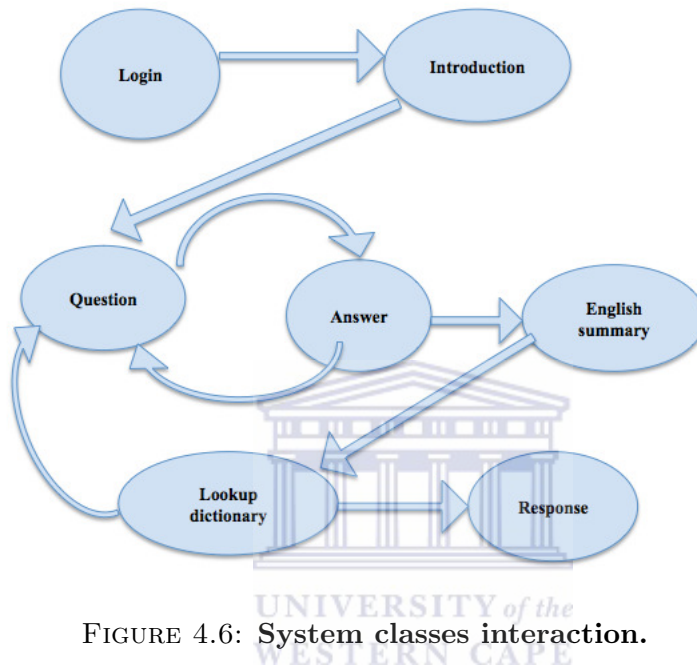 Login
Introduction
Question
Answer
English
summary
Lookup
dictionary
Response
UNIVERSITY of the
FIGURE 4.6: System classes interaction.
WESTERN CAPE